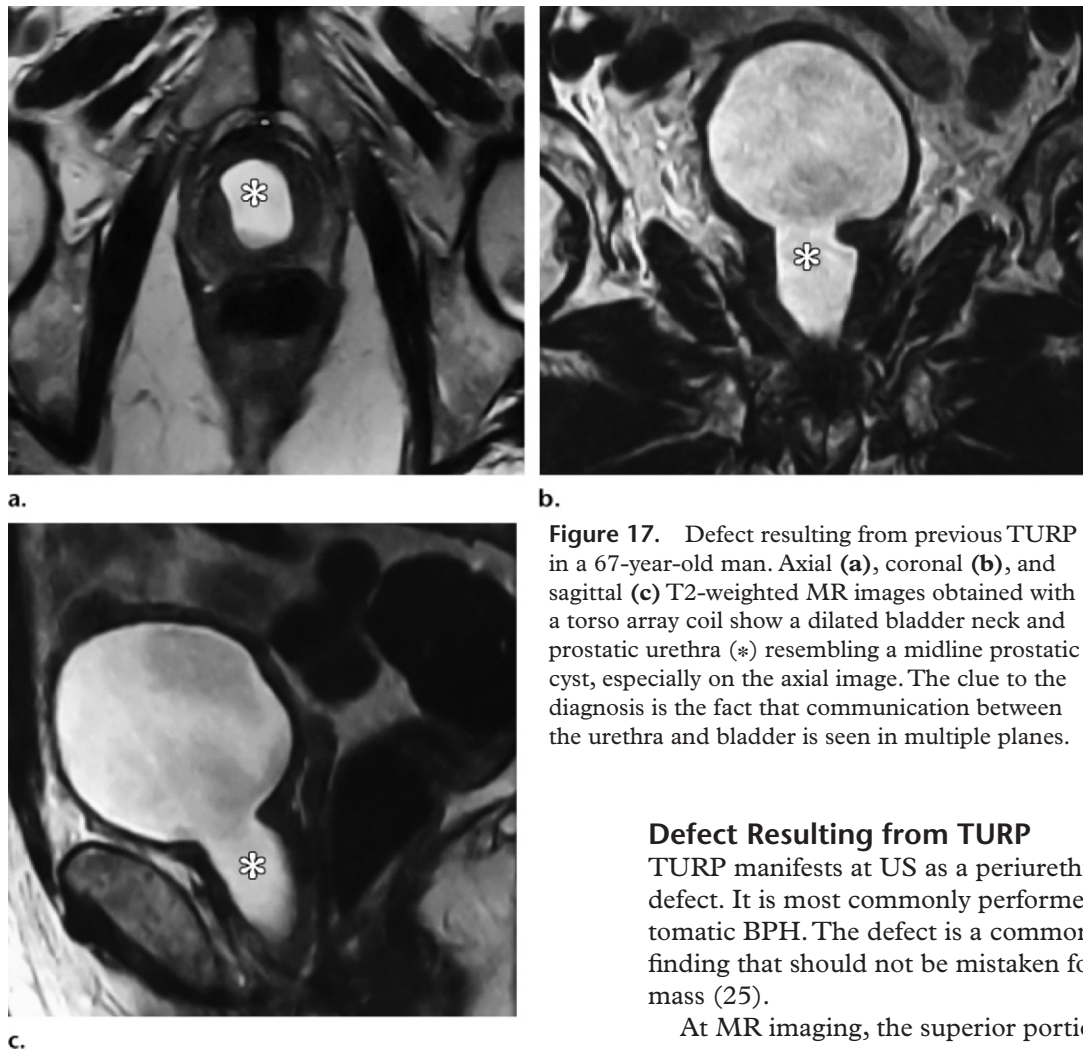 *
*
a.
b.
*
c.
Figure 17. Defect resulting from previous TURP
in a 67-year-old man. Axial (a), coronal (b), and
sagittal (c) T2-weighted MR images obtained with
a torso array coil show a dilated bladder neck and
prostatic urethra (*) resembling a midline prostatic
cyst, especially on the axial image. The clue to the
diagnosis is the fact that communication between
the urethra and bladder is seen in multiple planes.
Defect Resulting from TURP
TURP manifests at US as a periureth
defect. It is most commonly performe
tomatic BPH. The defect is a common
finding that should not be mistaken fo
mass (25).
At MR imaging, the superior portio